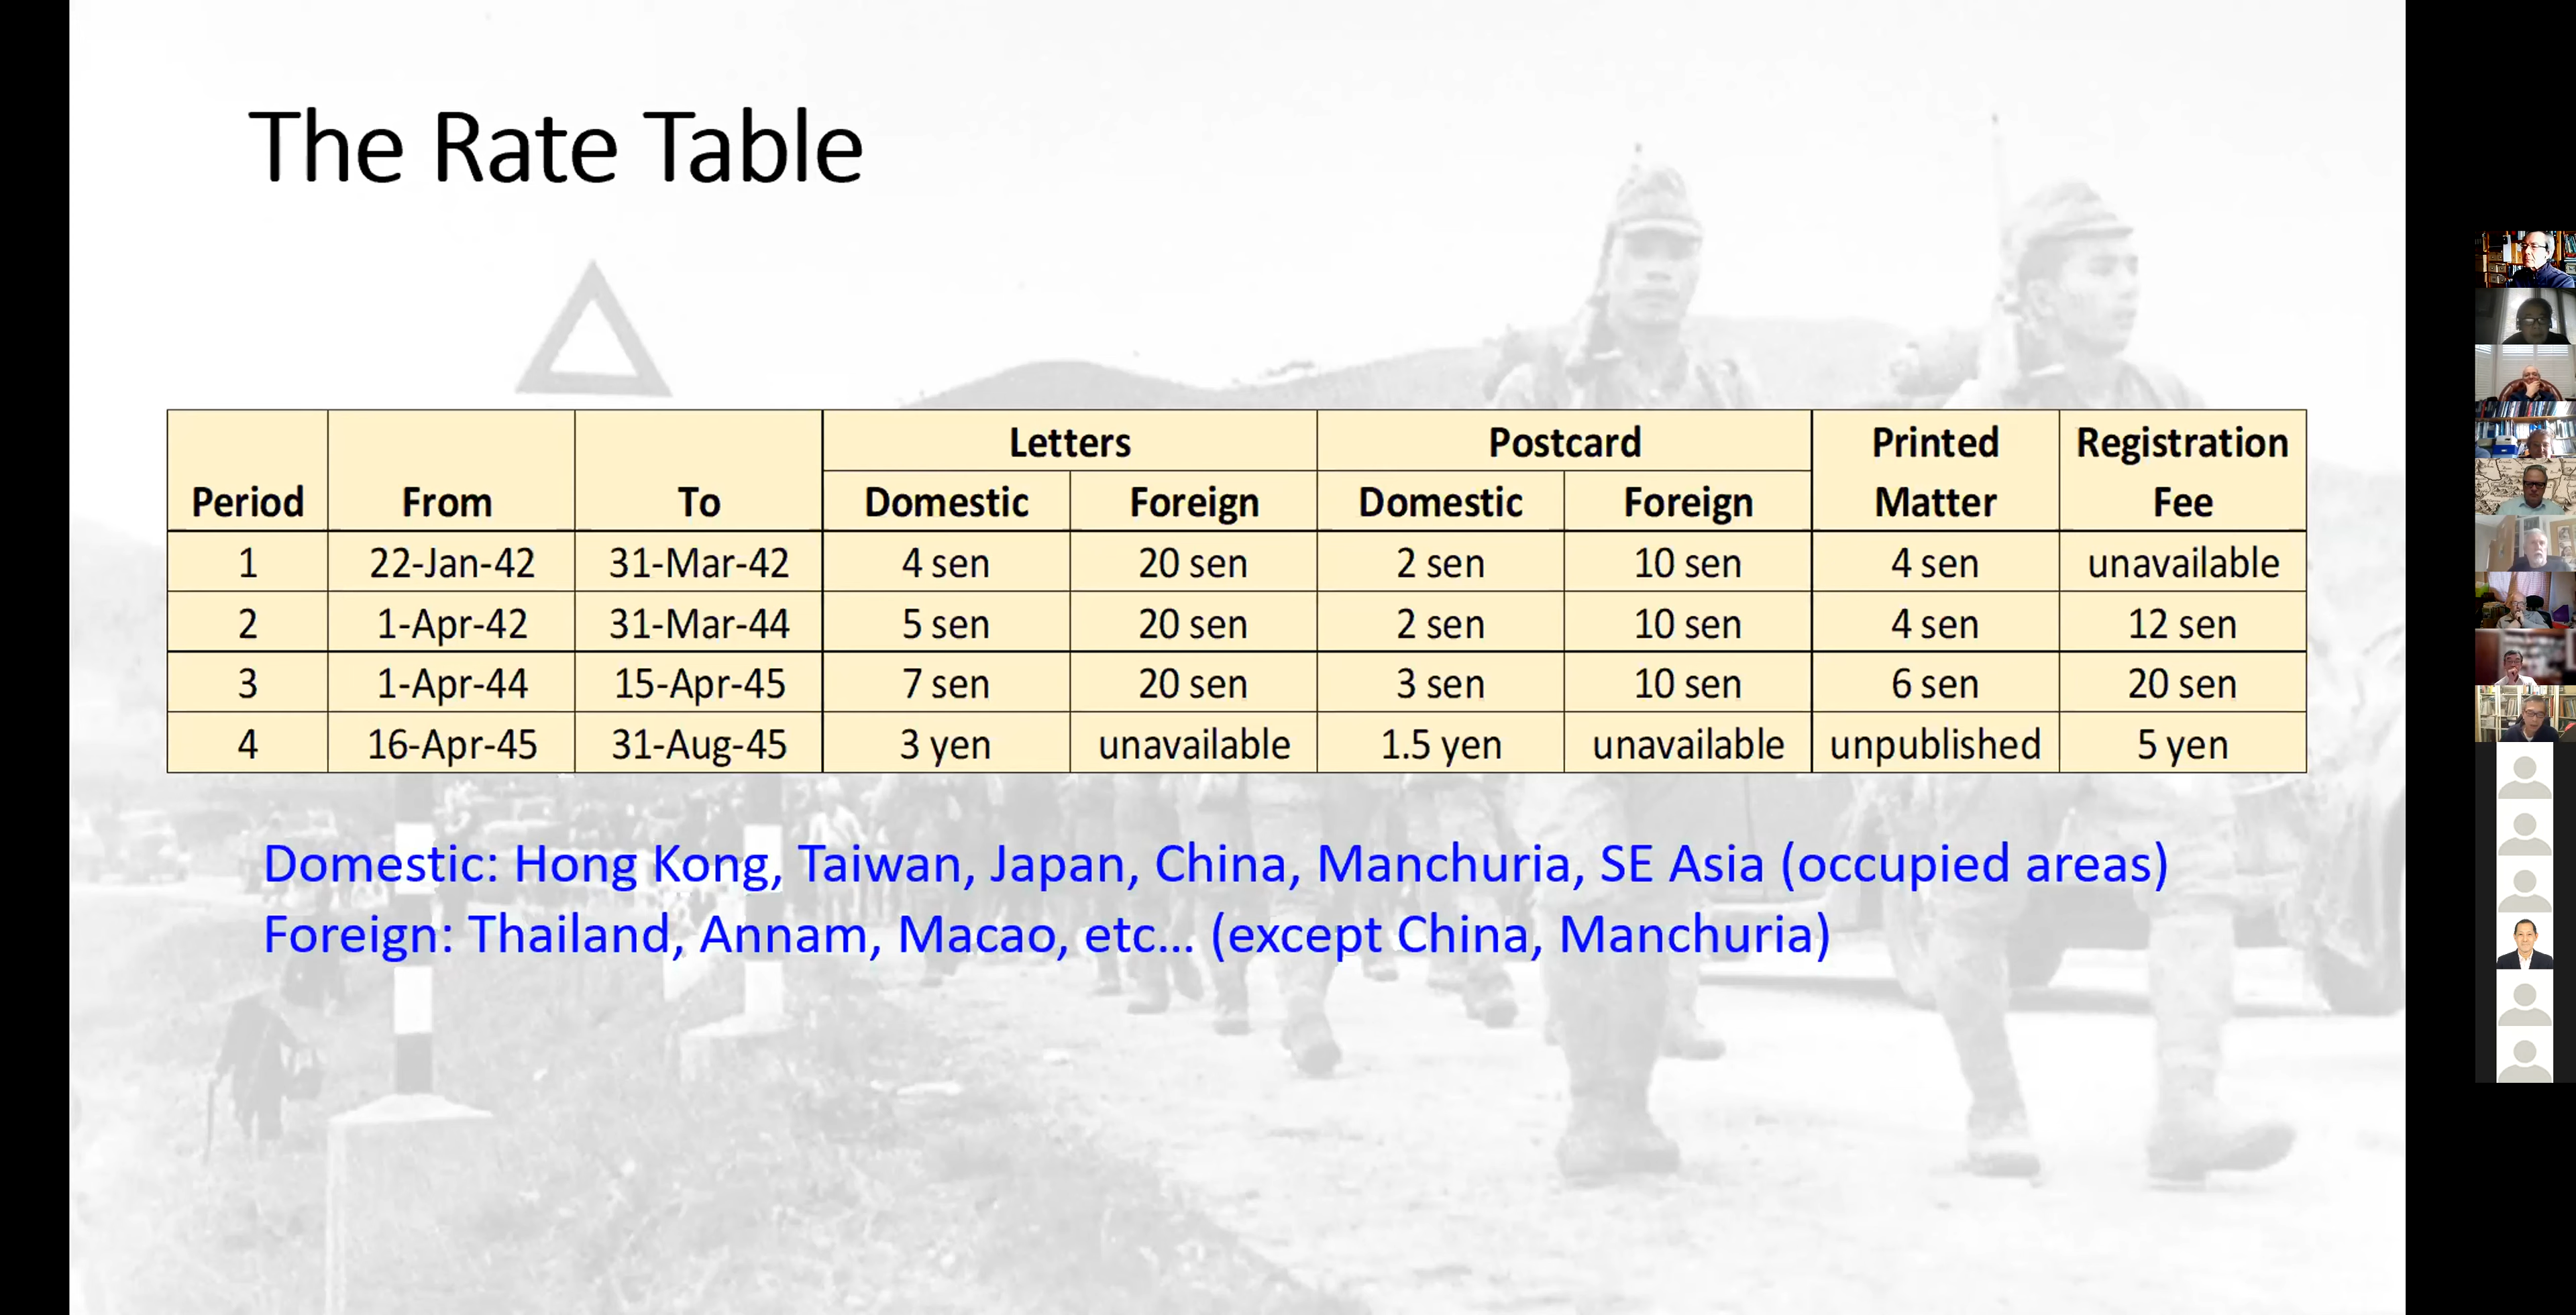 The Rate Table
Letters Postcard Printed Registration
Period From To Domestic Foreign Domestic Foreign Matter Fee
1 22-Jan-42 31-Mar-42 4 sen 20 sen 2 sen 10 sen 4 sen unavailable
2 1-Apr-42 31-Mar-44 5 sen 20 sen 2 sen 10 sen 4 sen 12 sen
3 1-Apr-44 15-Apr-45 7 sen 20 sen 3 sen 10 sen 6 sen 20 sen
4 16-Apr-45 31-Aug-45 3 yen unavailable 1.5 yen unavailable unpublished 5 yen
Domestic: Hong Kong, Taiwan, Japan, China, Manchuria, SE Asia (occupied areas)
Foreign: Thailand, Annam, Macao, etc... (except China, Manchuria)